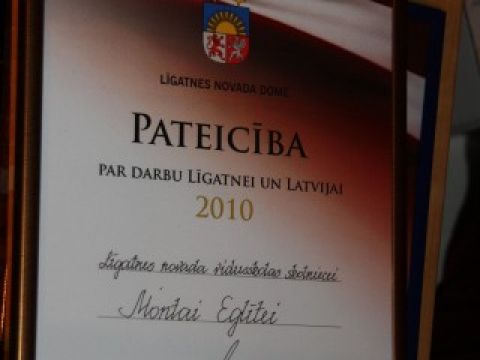 LĪGATNES NOVADA DOME
PATEICĪBA
PAR DARBU LĪGATNEI UN LATVIJAI
2010
Līgatnes novada vidusskolas skolniecei
Montai Eglītei